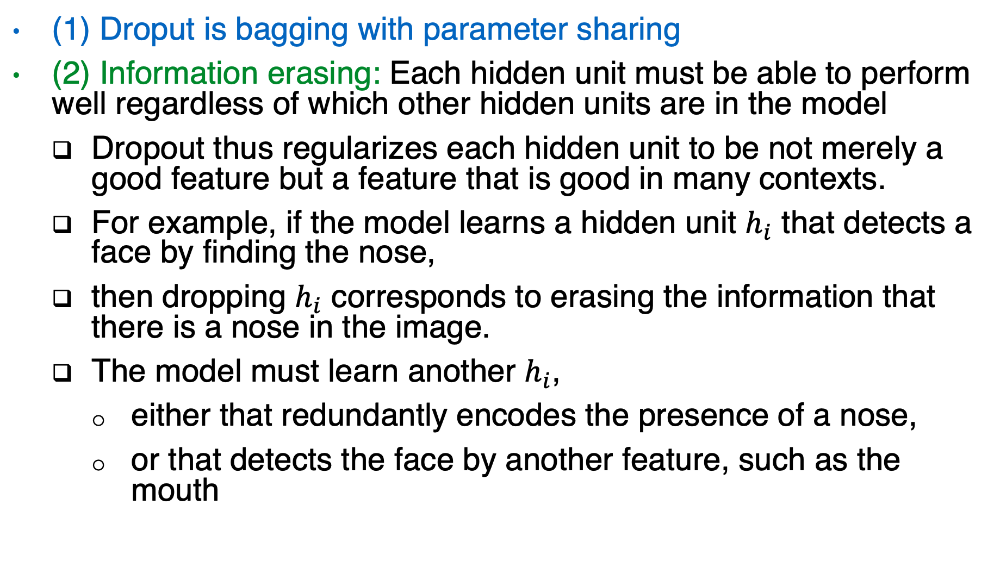 • (1) Droput is bagging with parameter sharing
• (2) Information erasing: Each hidden unit must be able to perform
well regardless of which other hidden units are in the model
❑ Dropout thus regularizes each hidden unit to be not merely a
good feature but a feature that is good in many contexts.
❑ For example, if the model learns a hidden unit $h_i$ that detects a
face by finding the nose,
❑ then dropping $h_i$ corresponds to erasing the information that
there is a nose in the image.
❑ The model must learn another $h_i$,
○ either that redundantly encodes the presence of a nose,
○ or that detects the face by another feature, such as the
mouth